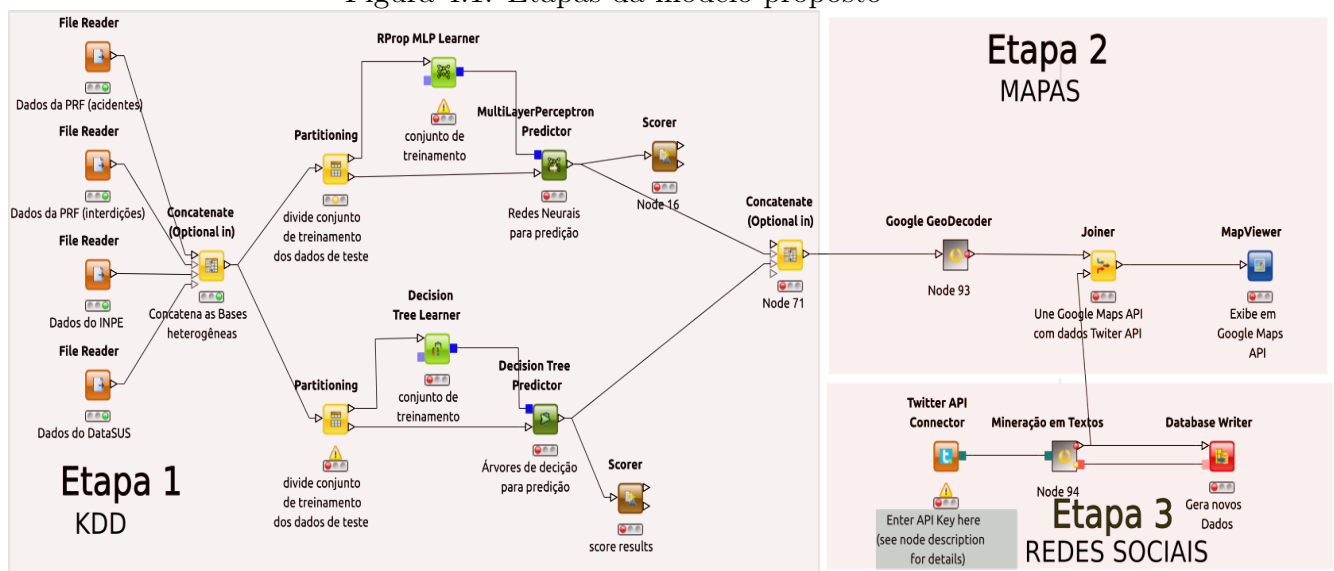 Figura 4.1: Etapas da modelo proposto
File Reader
Dados da PRF (acidentes)
File Reader
Dados da PRF (interdições)
File Reader
Dados do INPE
File Reader
Dados do DataSUS
Concatenate
(Optional in)
Concatena as Bases
heterogêneas
Etapa 1
KDD
Partitioning
divide conjunto
de treinamento
dos dados de teste
RProp MLP Learner
conjunto de
treinamento
MultiLayerPerceptron
Predictor
Redes Neurais
para predição
Scorer
Node 16
Partitioning
divide conjunto
de treinamento
dos dados de teste
Decision
Tree Learner
conjunto de
treinamento
Decision Tree
Predictor
Árvores de decição
para predição
Scorer
score results
Concatenate
(Optional in)
Node 71
Etapa 2
MAPAS
Google GeoDecoder
Node 93
Joiner
Une Google Maps API
com dados Twiter API
MapViewer
Exibe em
Google Maps
API
Twitter API
Connector
Enter API Key here
(see node description
for details)
Mineração em Textos
Node 94
Database Writer
Gera novos
Dados
Etapa 3
REDES SOCIAIS